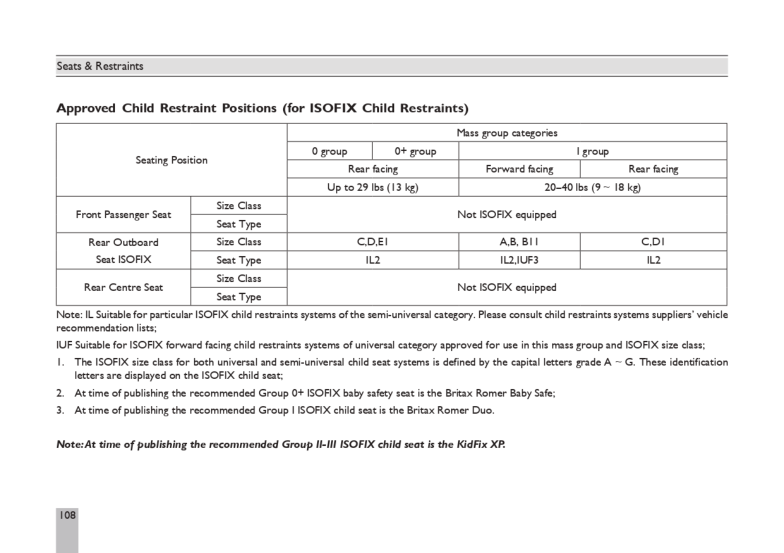 Seats & Restraints
Approved Child Restraint Positions (for ISOFIX Child Restraints)
Seating Position
Mass group categories
0 group
0+ group
I group
Rear facing
Forward facing
Rear facing
Up to 29 lbs (13 kg)
20–40 lbs (9 ~ 18 kg)
Front Passenger Seat
Size Class
Seat Type
Not ISOFIX equipped
Rear Outboard
Seat ISOFIX
Size Class
C,D,E1
A,B, B11
C,D1
Seat Type
IL2
IL2,IUF3
IL2
Rear Centre Seat
Size Class
Seat Type
Not ISOFIX equipped
Note: IL Suitable for particular ISOFIX child restraints systems of the semi-universal category. Please consult child restraints systems suppliers' vehicle
recommendation lists;
IUF Suitable for ISOFIX forward facing child restraints systems of universal category approved for use in this mass group and ISOFIX size class;
1. The ISOFIX size class for both universal and semi-universal child seat systems is defined by the capital letters grade A ~ G. These identification
letters are displayed on the ISOFIX child seat;
2. At time of publishing the recommended Group 0+ ISOFIX baby safety seat is the Britax Romer Baby Safe;
3. At time of publishing the recommended Group I ISOFIX child seat is the Britax Romer Duo.
Note: At time of publishing the recommended Group II-III ISOFIX child seat is the KidFix XP.
108